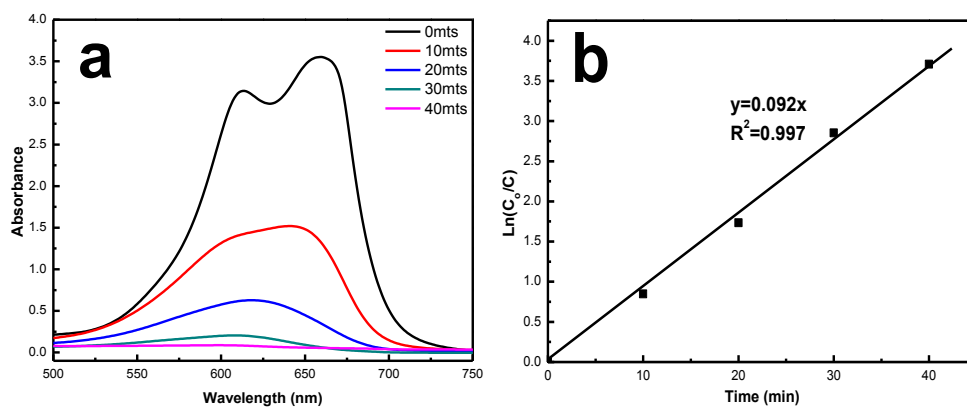 a
0mts
10mts
20mts
30mts
40mts
4.0
3.5
3.0
2.5
2.0
1.5
1.0
0.5
0.0
500
550
600
650
700
750
Absorbance
Wavelength (nm)
b
y=0.092x
R²=0.997
4.0
3.5
3.0
2.5
2.0
1.5
1.0
0.5
0.0
0
10
20
30
40
Ln(Co/C)
Time (min)